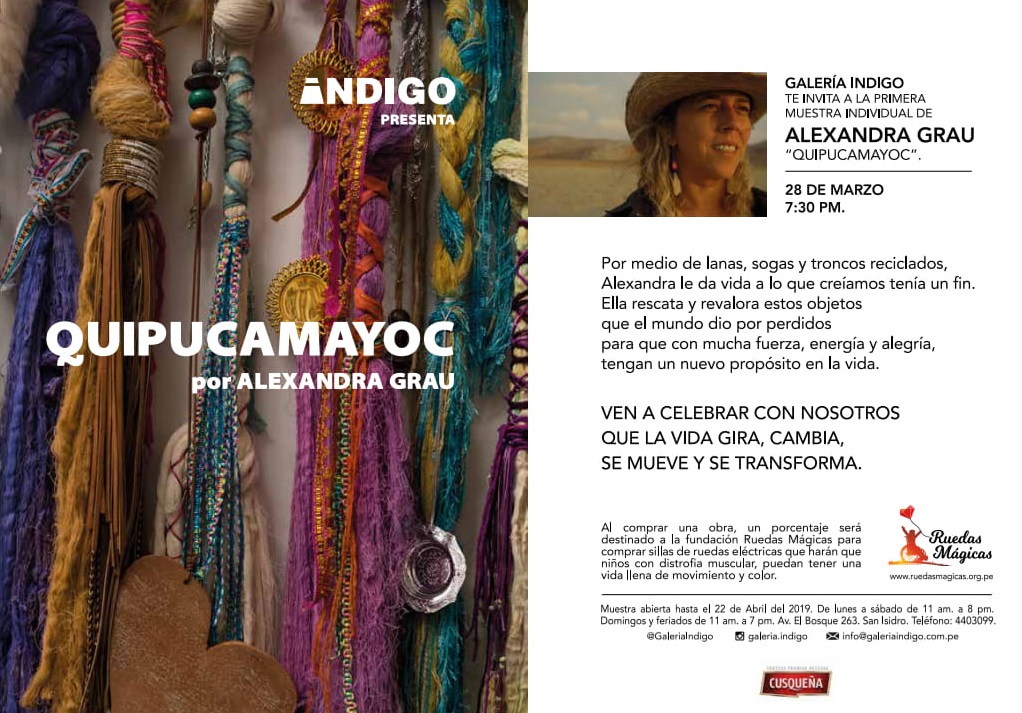 INDIGO
PRESENTA
QUIPUCAMAYOC
por ALEXANDRA GRAU
GALERÍA INDIGO
TE INVITA A LA PRIMERA
MUESTRA INDIVIDUAL DE
ALEXANDRA GRAU
“QUIPUCAMAYOC”.
28 DE MARZO
7:30 PM.
Por medio de lanas, sogas y troncos reciclados,
Alexandra le da vida a lo que creíamos tenía un fin.
Ella rescata y revalora estos objetos
que el mundo dio por perdidos
para que con mucha fuerza, energía y alegría,
tengan un nuevo propósito en la vida.
VEN A CELEBRAR CON NOSOTROS
QUE LA VIDA GIRA, CAMBIA,
SE MUEVE Y SE TRANSFORMA.
Al comprar una obra, un porcentaje será
destinado a la fundación Ruedas Mágicas para
comprar sillas de ruedas eléctricas que harán que
niños con distrofia muscular, puedan tener una
vida llena de movimiento y color.
Ruedas
Mágicas
www.ruedasmagicas.org.pe
Muestra abierta hasta el 22 de Abril del 2019. De lunes a sábado de 11 am. a 8 pm.
Domingos y feriados de 11 am. a 7 pm. Av. El Bosque 263. San Isidro. Teléfono: 4403099.
@GaleriaIndigo galeria.indigo info@galeriaindigo.com.pe
CUSQUEÑA